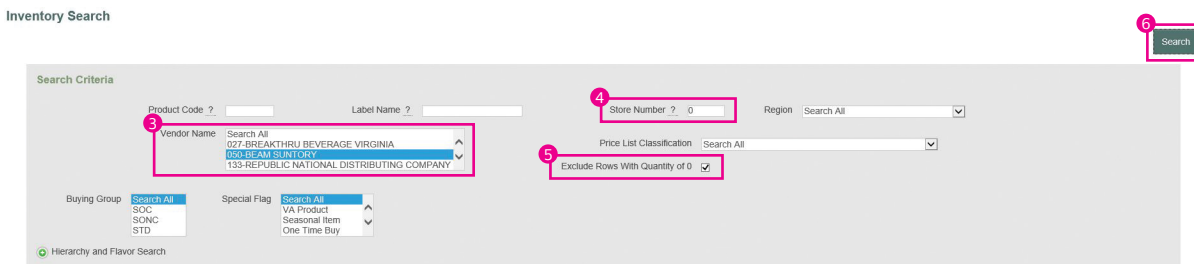 Inventory Search
6
Search
Search Criteria
4
Product Code ? Label Name ? Store Number ? 0 Region Search All
3
Vendor Name Search All
027-BREAKTHRU BEVERAGE VIRGINIA
050-BEAM SUNTORY
133-REPUBLIC NATIONAL DISTRIBUTING COMPANY
Price List Classification Search All
5
Exclude Rows With Quantity of 0
Buying Group Search All
SOC
SONC
STD
Special Flag Search All
VA Product
Seasonal Item
One Time Buy
Hierarchy and Flavor Search